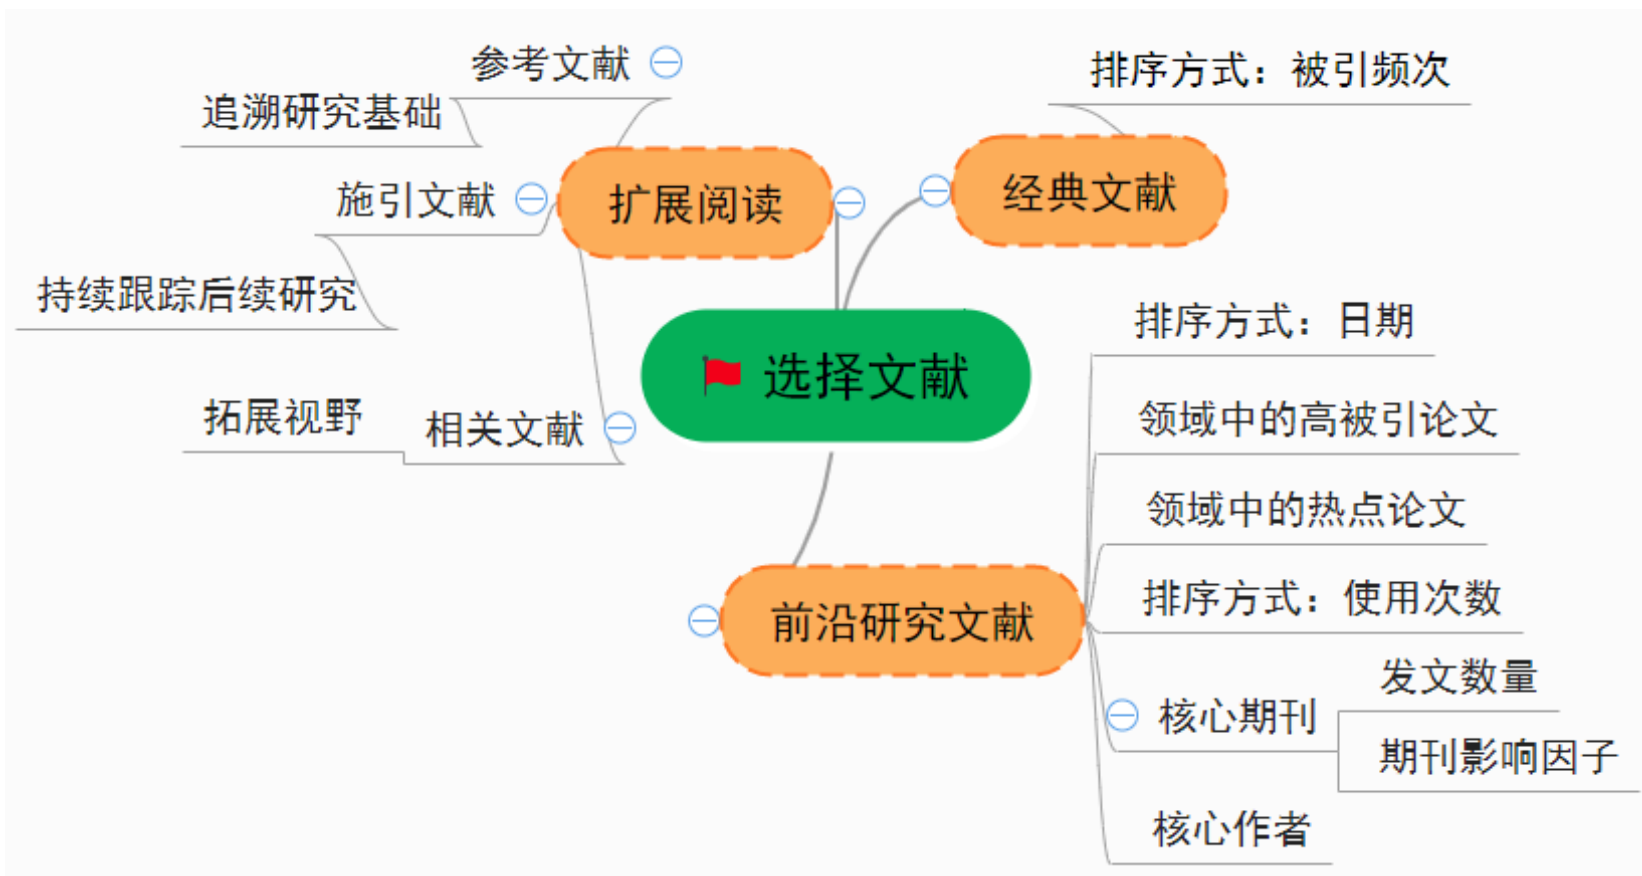 选择文献
经典文献
排序方式：被引频次
前沿研究文献
排序方式：日期
领域中的高被引论文
领域中的热点论文
排序方式：使用次数
核心期刊
发文数量
期刊影响因子
核心作者
扩展阅读
参考文献
追溯研究基础
施引文献
持续跟踪后续研究
相关文献
拓展视野